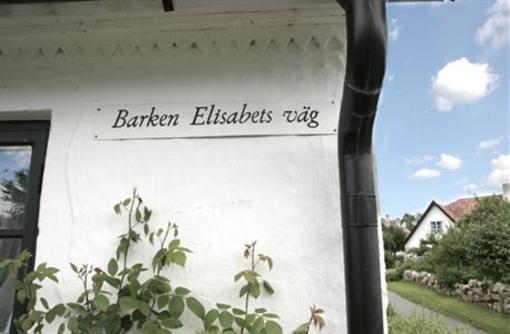 Barken Elisabets väg